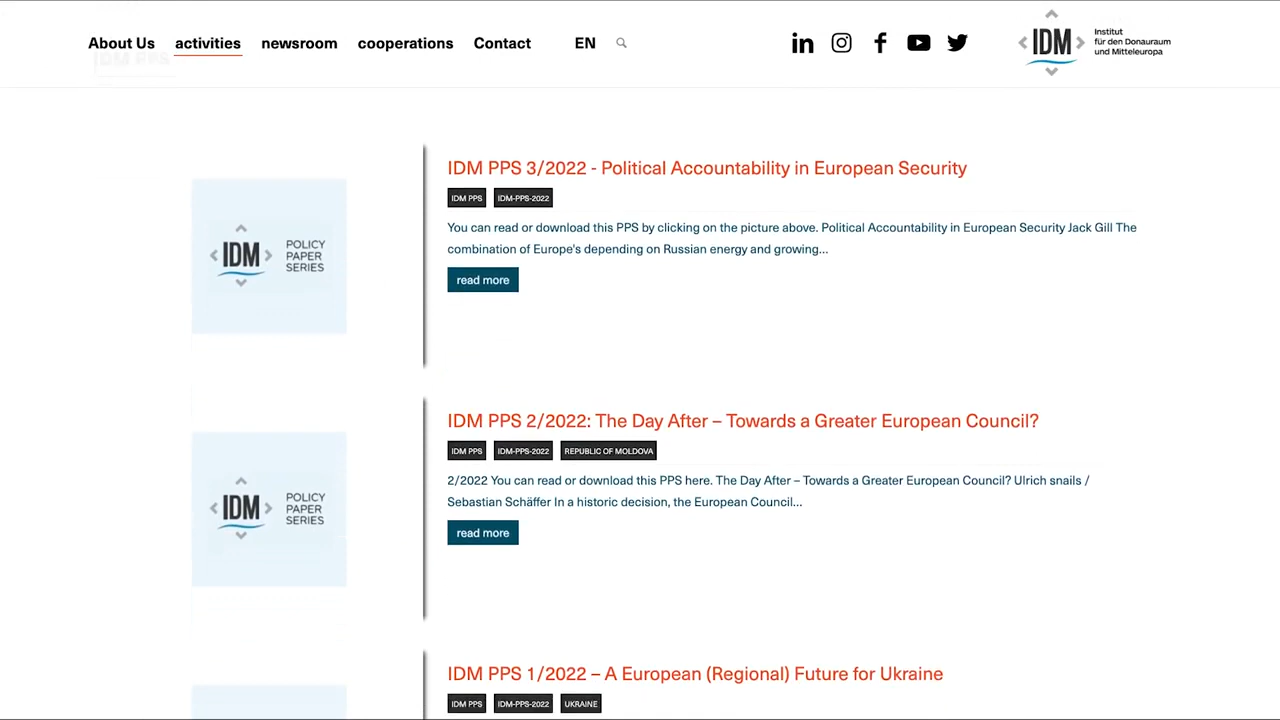 About Us activities newsroom cooperations Contact EN
IDM Institut
für den Donauraum
und Mitteleuropa
IDM PPS
IDM PPS 3/2022 - Political Accountability in European Security
IDM PPS IDM-PPS-2022
You can read or download this PPS by clicking on the picture above. Political Accountability in European Security Jack Gill The
combination of Europe's depending on Russian energy and growing...
read more
IDM POLICY
PAPER
SERIES
IDM PPS 2/2022: The Day After – Towards a Greater European Council?
IDM PPS IDM-PPS-2022 REPUBLIC OF MOLDOVA
2/2022 You can read or download this PPS here. The Day After – Towards a Greater European Council? Ulrich snails /
Sebastian Schäffer In a historic decision, the European Council...
read more
IDM POLICY
PAPER
SERIES
IDM PPS 1/2022 – A European (Regional) Future for Ukraine
IDM PPS IDM-PPS-2022 UKRAINE